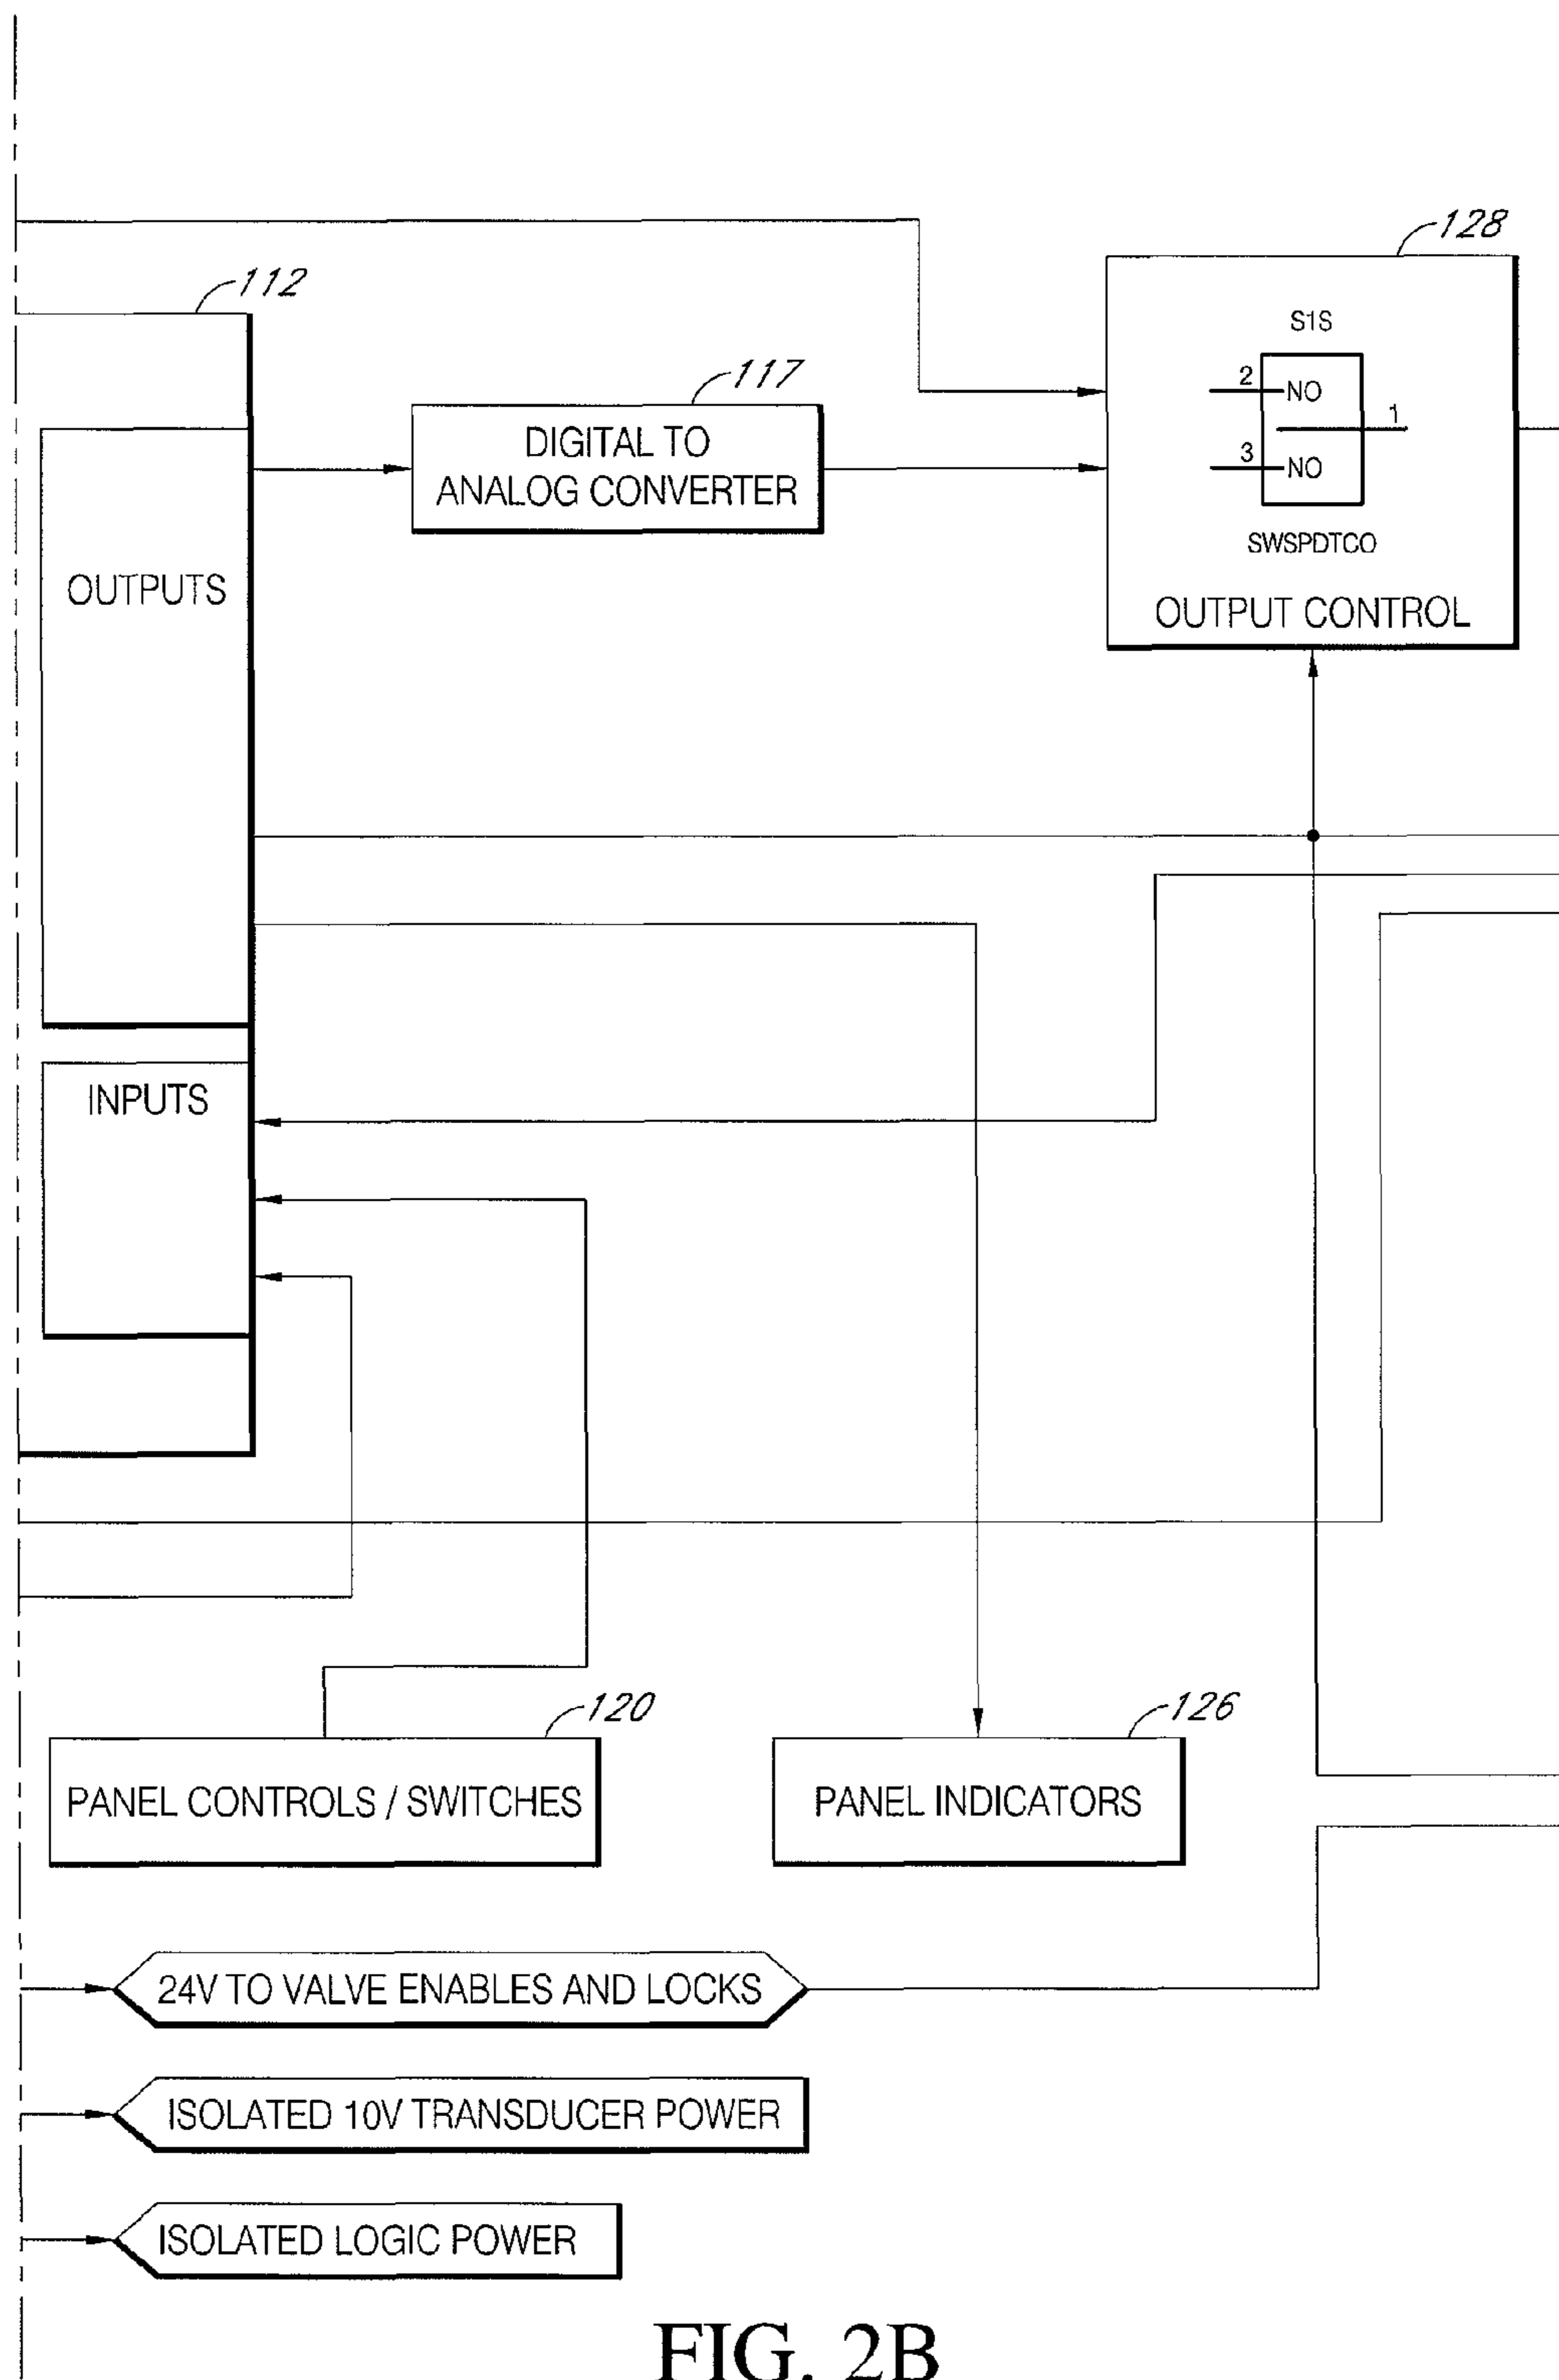 128
112
S1S
117
2
NO
1
DIGITAL TO
ANALOG CONVERTER
3
NO
SWSPDTCO
OUTPUTS
OUTPUT CONTROL
INPUTS
120
126
PANEL CONTROLS / SWITCHES
PANEL INDICATORS
24V TO VALVE ENABLES AND LOCKS
ISOLATED 10V TRANSDUCER POWER
ISOLATED LOGIC POWER
FIG. 2B